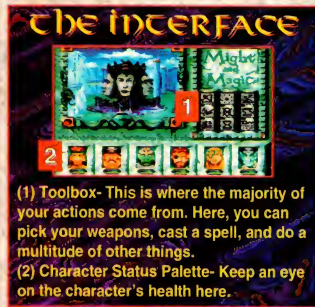 THE INTERFACE
Might
and
Magic
1
2
(1) Toolbox- This is where the majority of
your actions come from. Here, you can
pick your weapons, cast a spell, and do a
multitude of other things.
(2) Character Status Palette- Keep an eye
on the character's health here.